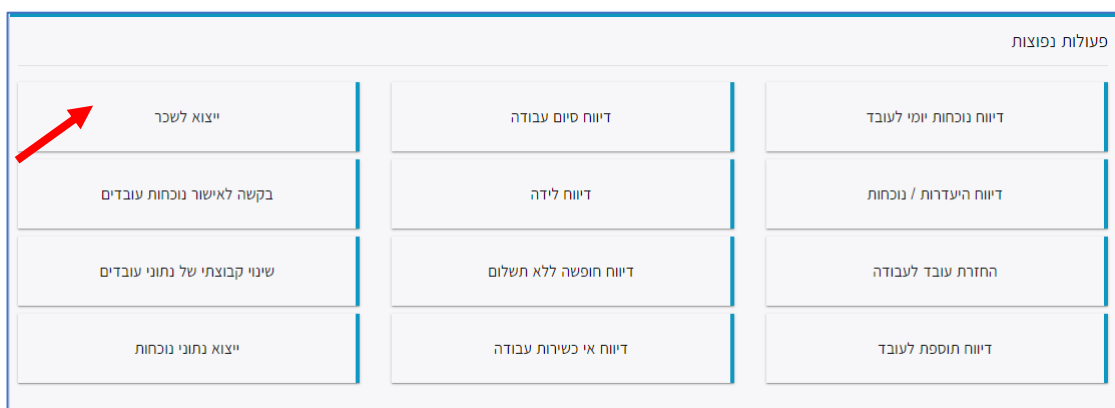 פעולות נפוצות
דיווח נוכחות יומי לעובד
דיווח סיום עבודה
ייצוא לשכר
דיווח היעדרות / נוכחות
דיווח לידה
בקשה לאישור נוכחות עובדים
החזרת עובד לעבודה
דיווח חופשה ללא תשלום
שינוי קבוצתי של נתוני עובדים
דיווח תוספת לעובד
דיווח אי כשירות עבודה
ייצוא נתוני נוכחות